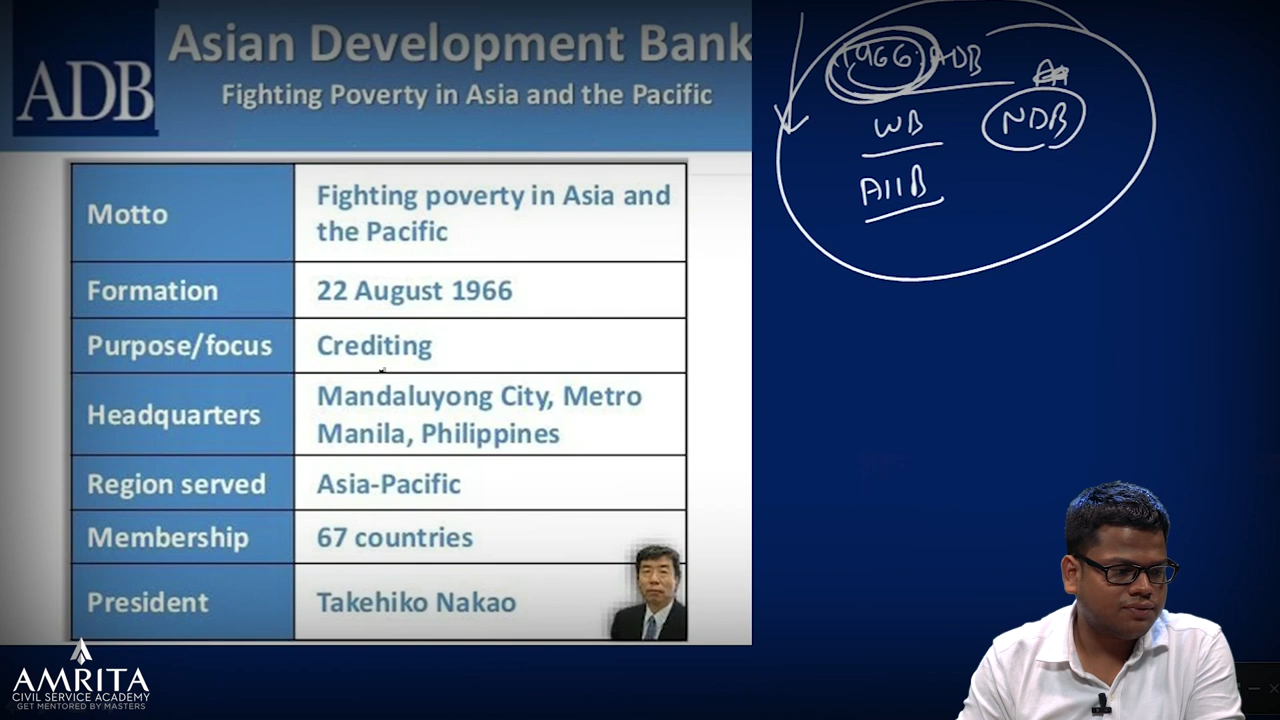 ADB
Asian Development Bank
Fighting Poverty in Asia and the Pacific
Motto
Fighting poverty in Asia and
the Pacific
Formation
22 August 1966
Purpose/focus
Crediting
Headquarters
Mandaluyong City, Metro
Manila, Philippines
Region served
Asia-Pacific
Membership
67 countries
President
Takehiko Nakao
1966 ADB
WB
NDB
AIIB
AMRITA
CIVIL SERVICE ACADEMY
GET MENTORED BY MASTERS